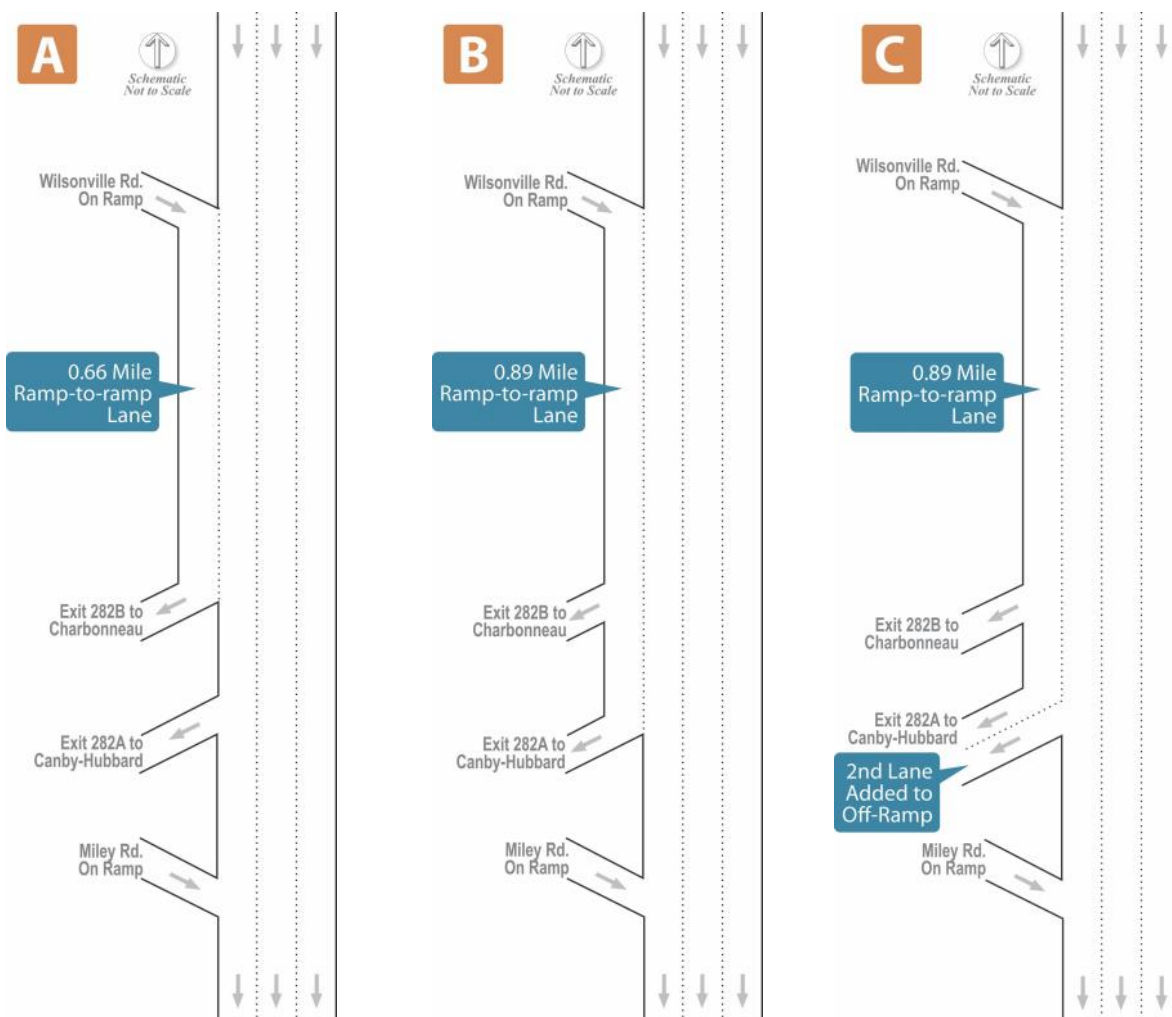 A
Schematic
Not to Scale
Wilsonville Rd.
On Ramp
0.66 Mile
Ramp-to-ramp
Lane
Exit 282B to
Charbonneau
Exit 282A to
Canby-Hubbard
Miley Rd.
On Ramp
B
Schematic
Not to Scale
Wilsonville Rd.
On Ramp
0.89 Mile
Ramp-to-ramp
Lane
Exit 282B to
Charbonneau
Exit 282A to
Canby-Hubbard
Miley Rd.
On Ramp
C
Schematic
Not to Scale
Wilsonville Rd.
On Ramp
0.89 Mile
Ramp-to-ramp
Lane
Exit 282B to
Charbonneau
Exit 282A to
Canby-Hubbard
2nd Lane
Added to
Off-Ramp
Miley Rd.
On Ramp